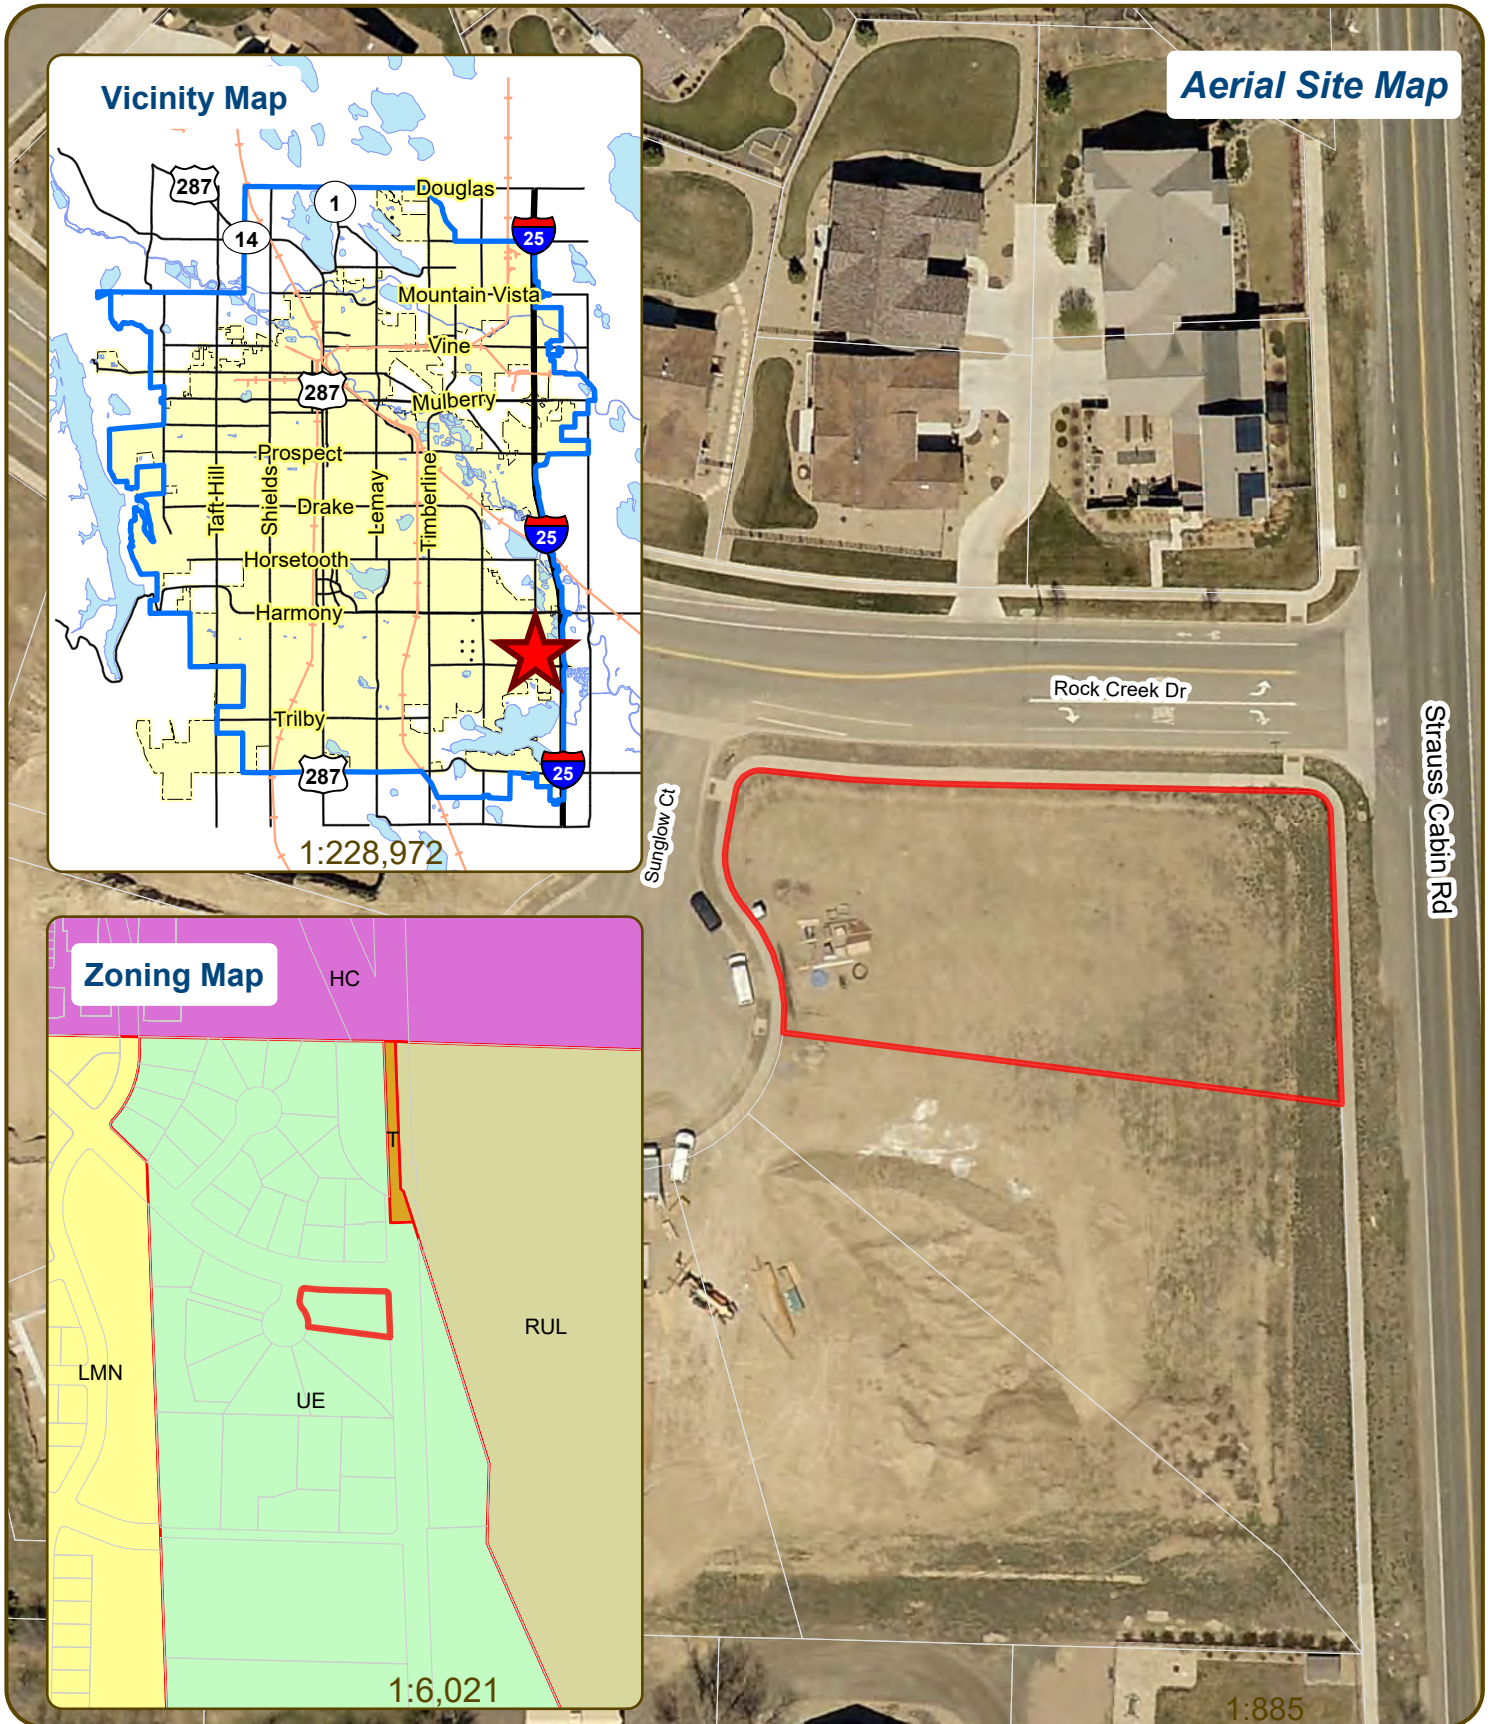 Vicinity Map
Aerial Site Map
287
1
Douglas
14
25
Mountain Vista
Vine
287
Mulberry
Prospect
Taft Hill
Shields
Lemay
Timberline
Drake
25
Horsetooth
Harmony
Trilby
287
25
1:228,972
Rock Creek Dr
Strauss Cabin Rd
Sunglow Ct
Zoning Map
HC
T
RUL
LMN
UE
1:6,021
1:885